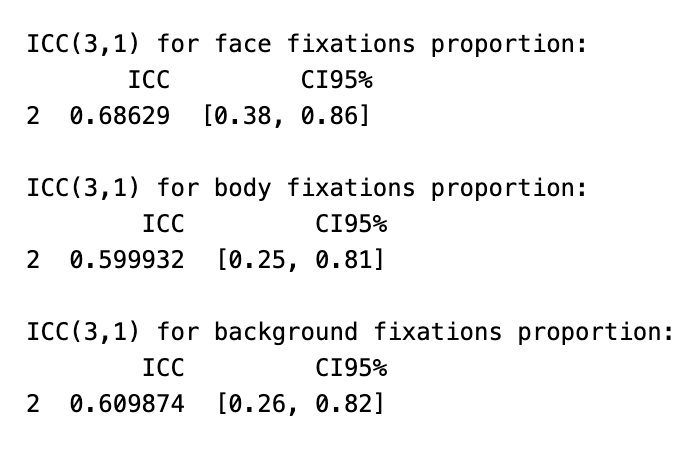 ICC(3,1) for face fixations proportion:
ICC CI95%
2 0.68629 [0.38, 0.86]
ICC(3,1) for body fixations proportion:
ICC CI95%
2 0.599932 [0.25, 0.81]
ICC(3,1) for background fixations proportion:
ICC CI95%
2 0.609874 [0.26, 0.82]